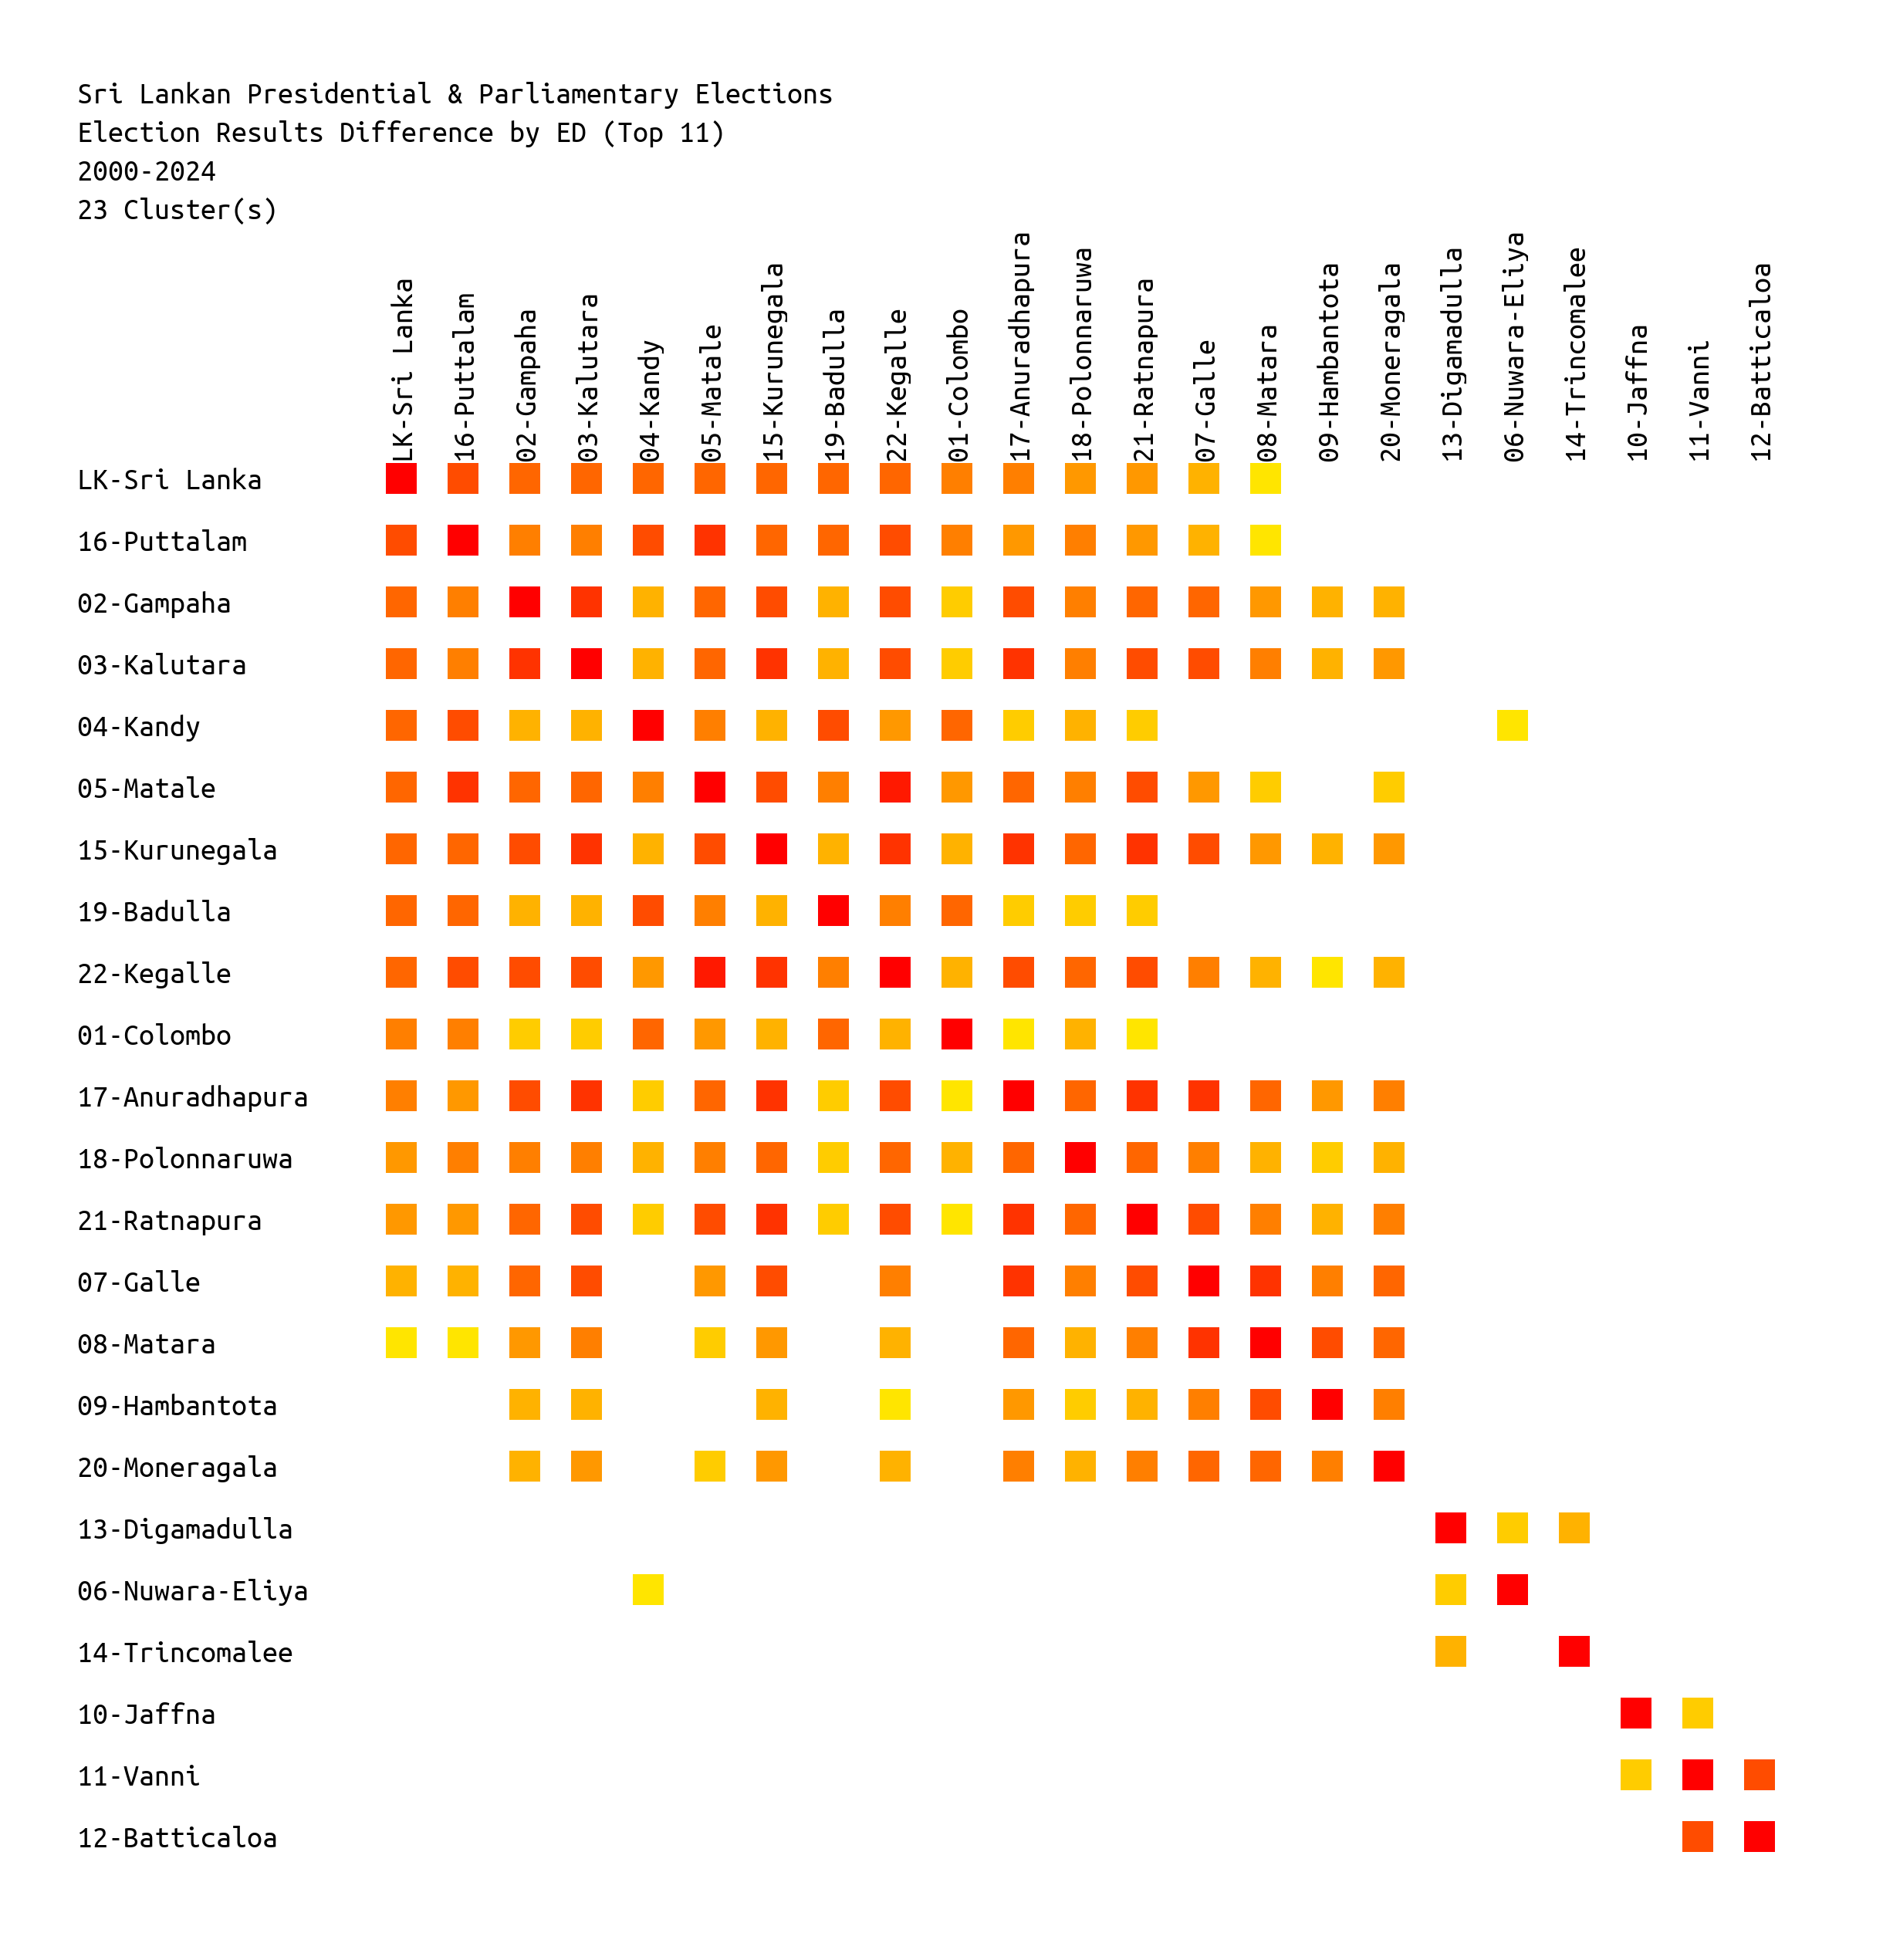 Sri Lankan Presidential & Parliamentary Elections
Election Results Difference by ED (Top 11)
2000-2024
23 Cluster(s)
LK-Sri Lanka
16-Puttalam
02-Gampaha
03-Kalutara
04-Kandy
05-Matale
15-Kurunegala
19-Badulla
22-Kegalle
01-Colombo
17-Anuradhapura
18-Polonnaruwa
21-Ratnapura
07-Galle
08-Matara
09-Hambantota
20-Moneragala
13-Digamadulla
06-Nuwara-Eliya
14-Trincomalee
10-Jaffna
11-Vanni
12-Batticaloa
LK-Sri Lanka
16-Puttalam
02-Gampaha
03-Kalutara
04-Kandy
05-Matale
15-Kurunegala
19-Badulla
22-Kegalle
01-Colombo
17-Anuradhapura
18-Polonnaruwa
21-Ratnapura
07-Galle
08-Matara
09-Hambantota
20-Moneragala
13-Digamadulla
06-Nuwara-Eliya
14-Trincomalee
10-Jaffna
11-Vanni
12-Batticaloa